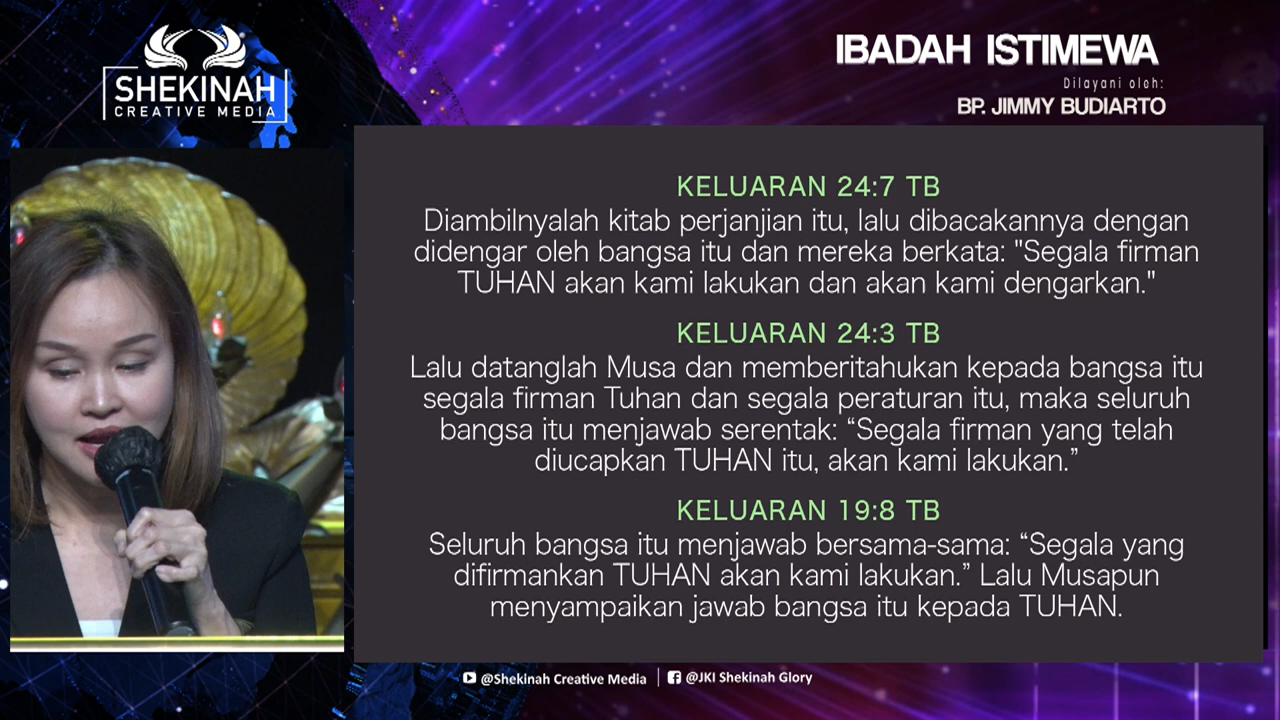 SHEKINAH
CREATIVE MEDIA
IBADAH ISTIMEWA
Dilayani oleh:
BP. JIMMY BUDIARTO
KELUARAN 24:7 TB
Diambilnyalah kitab perjanjian itu, lalu dibacakannya dengan
didengar oleh bangsa itu dan mereka berkata: "Segala firman
TUHAN akan kami lakukan dan akan kami dengarkan."
KELUARAN 24:3 TB
Lalu datanglah Musa dan memberitahukan kepada bangsa itu
segala firman Tuhan dan segala peraturan itu, maka seluruh
bangsa itu menjawab serentak: “Segala firman yang telah
diucapkan TUHAN itu, akan kami lakukan.”
KELUARAN 19:8 TB
Seluruh bangsa itu menjawab bersama-sama: “Segala yang
difirmankan TUHAN akan kami lakukan.” Lalu Musapun
menyampaikan jawab bangsa itu kepada TUHAN.
@Shekinah Creative Media
@JKI Shekinah Glory